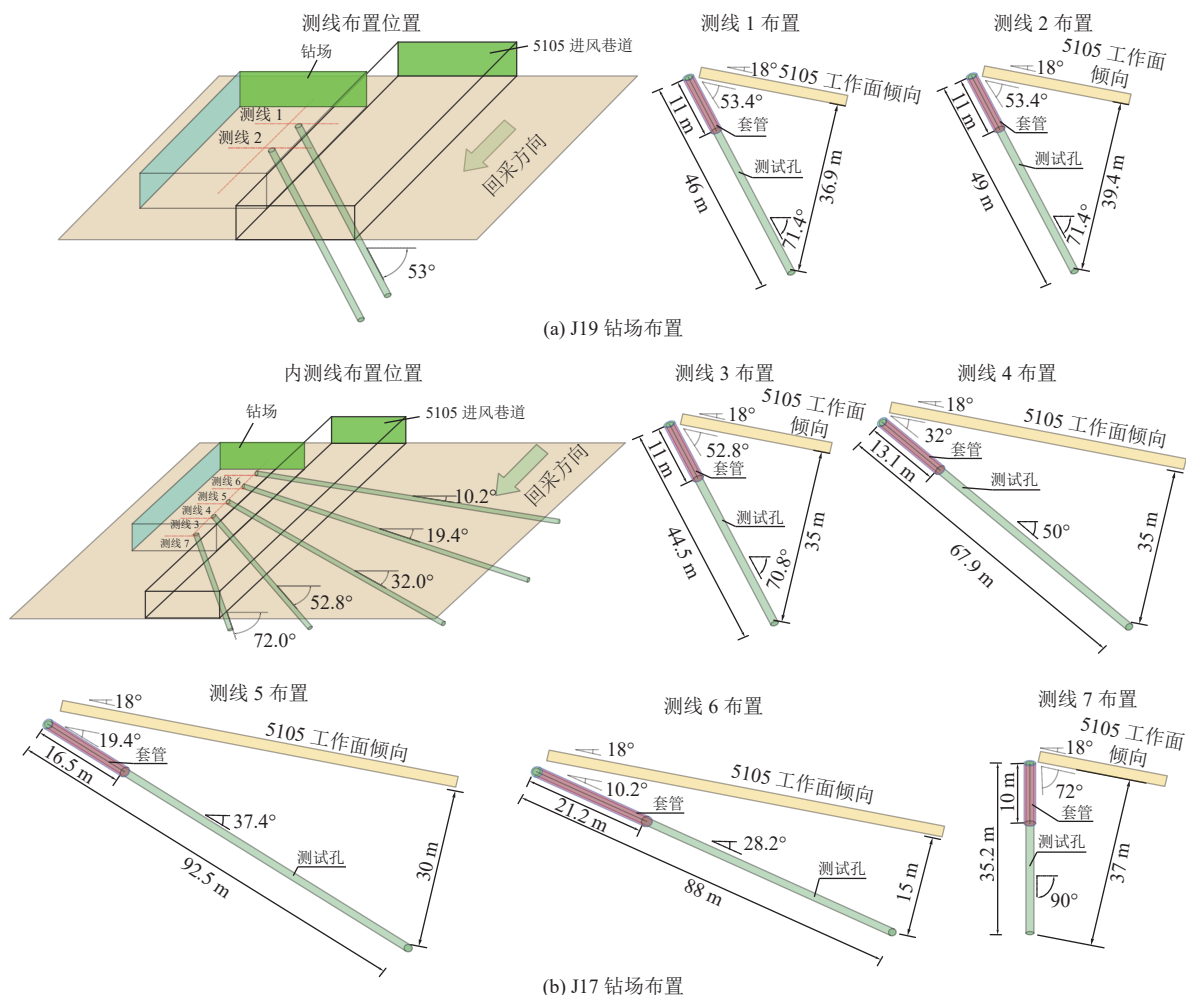 测线布置位置
钻场
5105 进风巷道
测线 1
测线 2
回采方向
53°
测线 1 布置
18°
5105 工作面倾向
53.4°
11 m
套管
测试孔
46 m
36.9 m
71.4°
测线 2 布置
5105 工作面
倾向
18°
53.4°
11 m
套管
测试孔
49 m
39.4 m
71.4°
(a) J19 钻场布置
内测线布置位置
钻场
5105 进风巷道
测线 6
测线 5
测线 4
测线 3
测线 7
回采方向
10.2°
19.4°
32.0°
52.8°
72.0°
测线 3 布置
5105 工作面
倾向
18°
52.8°
11 m
套管
测试孔
44.5 m
35 m
70.8°
测线 4 布置
18°
5105 工作面倾向
32°
13.1 m
套管
测试孔
50°
67.9 m
35 m
测线 5 布置
18°
5105 工作面倾向
19.4°
套管
16.5 m
37.4°
测试孔
92.5 m
30 m
测线 6 布置
18°
5105 工作面倾向
10.2°
套管
21.2 m
28.2°
测试孔
88 m
15 m
测线 7 布置
5105 工作面
倾向
18°
72°
10 m
套管
测试孔
35.2 m
37 m
90°
(b) J17 钻场布置